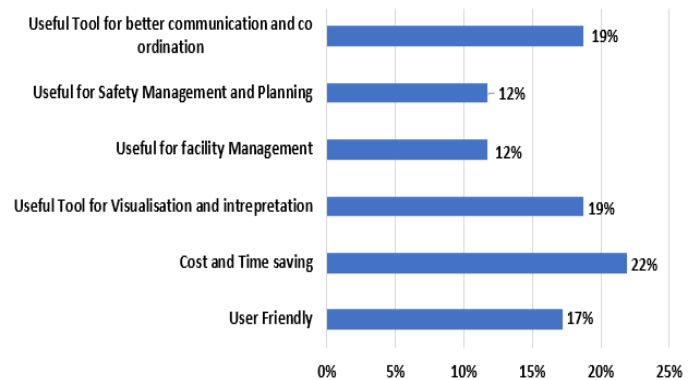 Useful Tool for better communication and co
ordination
19%
Useful for Safety Management and Planning
12%
Useful for facility Management
12%
Useful Tool for Visualisation and intrepretation
19%
Cost and Time saving
22%
User Friendly
17%
0% 5% 10% 15% 20% 25%